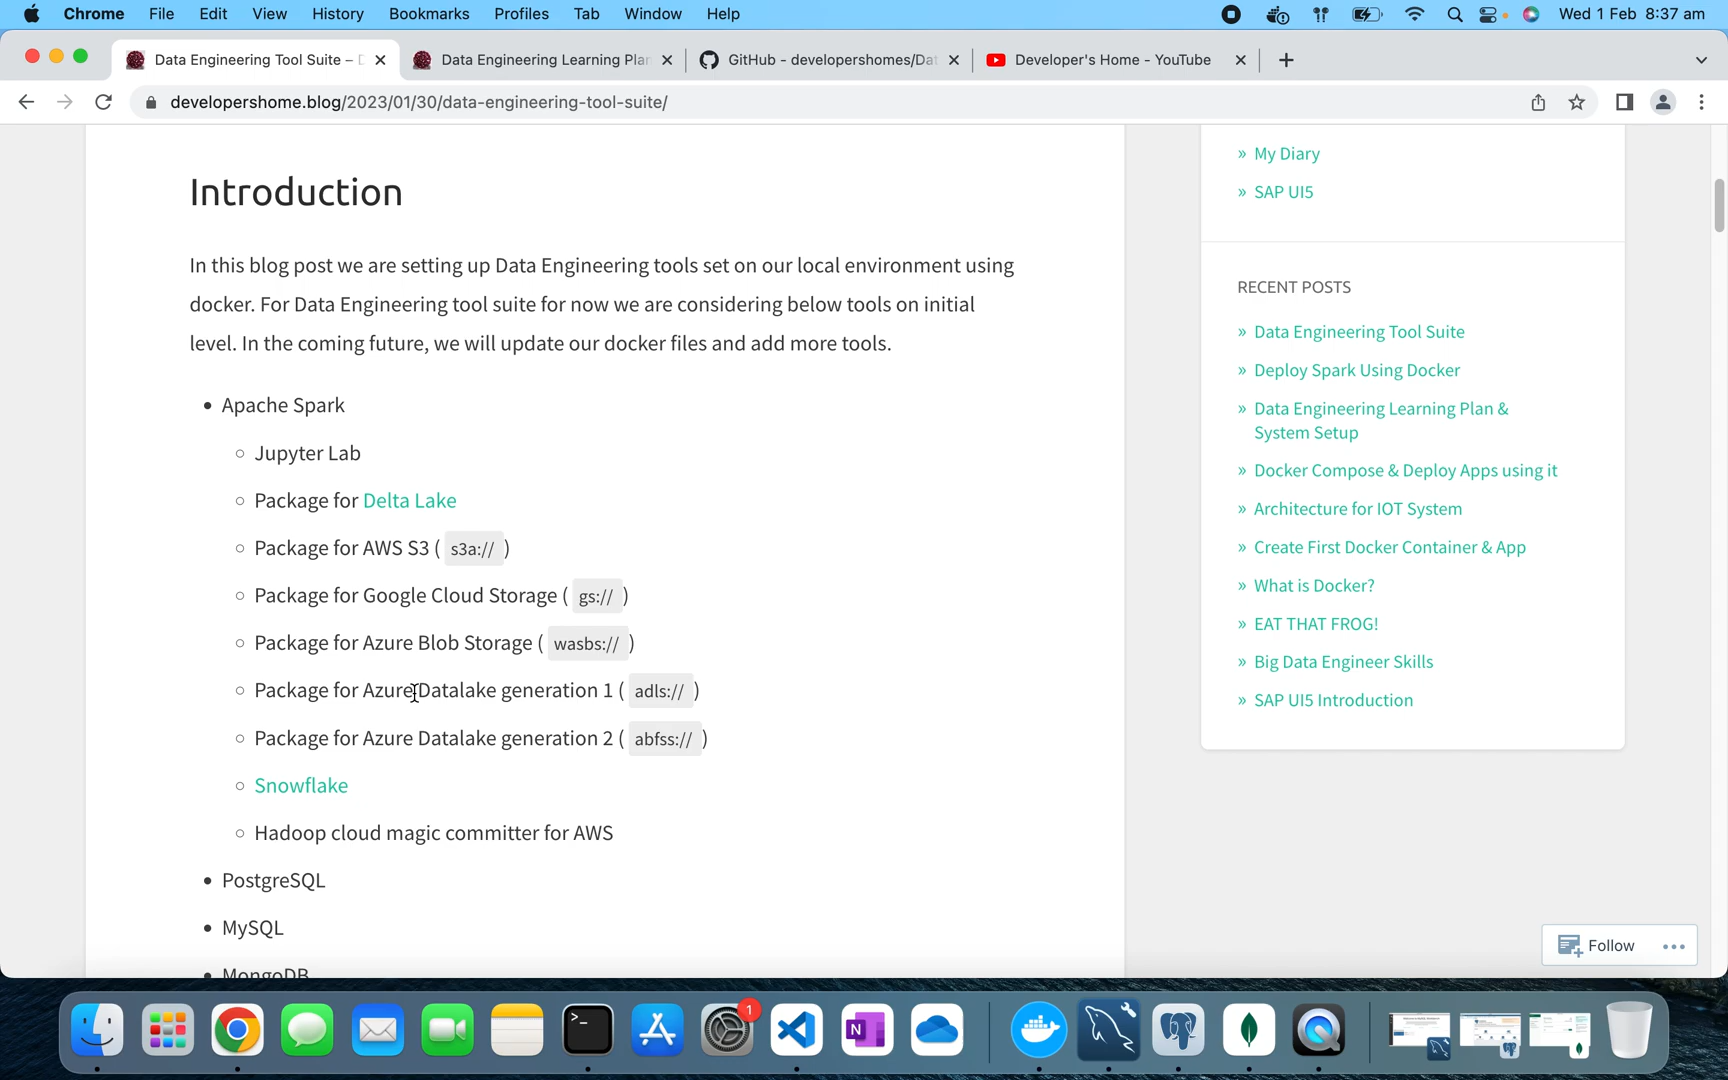 Chrome File Edit View History Bookmarks Profiles Tab Window Help Wed 1 Feb 8:37 am
Data Engineering Tool Suite – Data Engineering Learning Plan GitHub - developershomes/Dat Developer's Home - YouTube
developershome.blog/2023/01/30/data-engineering-tool-suite/
Introduction
In this blog post we are setting up Data Engineering tools set on our local environment using
docker. For Data Engineering tool suite for now we are considering below tools on initial
level. In the coming future, we will update our docker files and add more tools.
• Apache Spark
○ Jupyter Lab
○ Package for Delta Lake
○ Package for AWS S3 ( s3a:// )
○ Package for Google Cloud Storage ( gs:// )
○ Package for Azure Blob Storage ( wasbs:// )
○ Package for Azure Datalake generation 1 ( adls:// )
○ Package for Azure Datalake generation 2 ( abfss:// )
○ Snowflake
○ Hadoop cloud magic committer for AWS
• PostgreSQL
• MySQL
• MongoDB
» My Diary
» SAP UI5
RECENT POSTS
» Data Engineering Tool Suite
» Deploy Spark Using Docker
» Data Engineering Learning Plan &
System Setup
» Docker Compose & Deploy Apps using it
» Architecture for IOT System
» Create First Docker Container & App
» What is Docker?
» EAT THAT FROG!
» Big Data Engineer Skills
» SAP UI5 Introduction
Follow
1
N